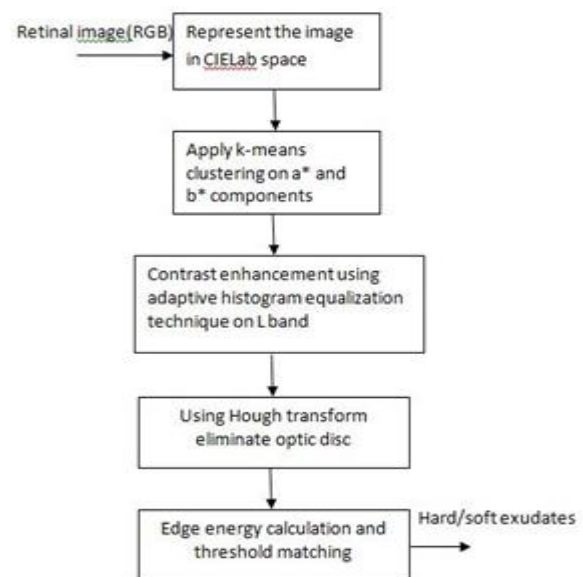 Retinal image(RGB)
Represent the image
in CIELab space
Apply k-means
clustering on a* and
b* components
Contrast enhancement using
adaptive histogram equalization
technique on L band
Using Hough transform
eliminate optic disc
Edge energy calculation and
threshold matching
Hard/soft exudates